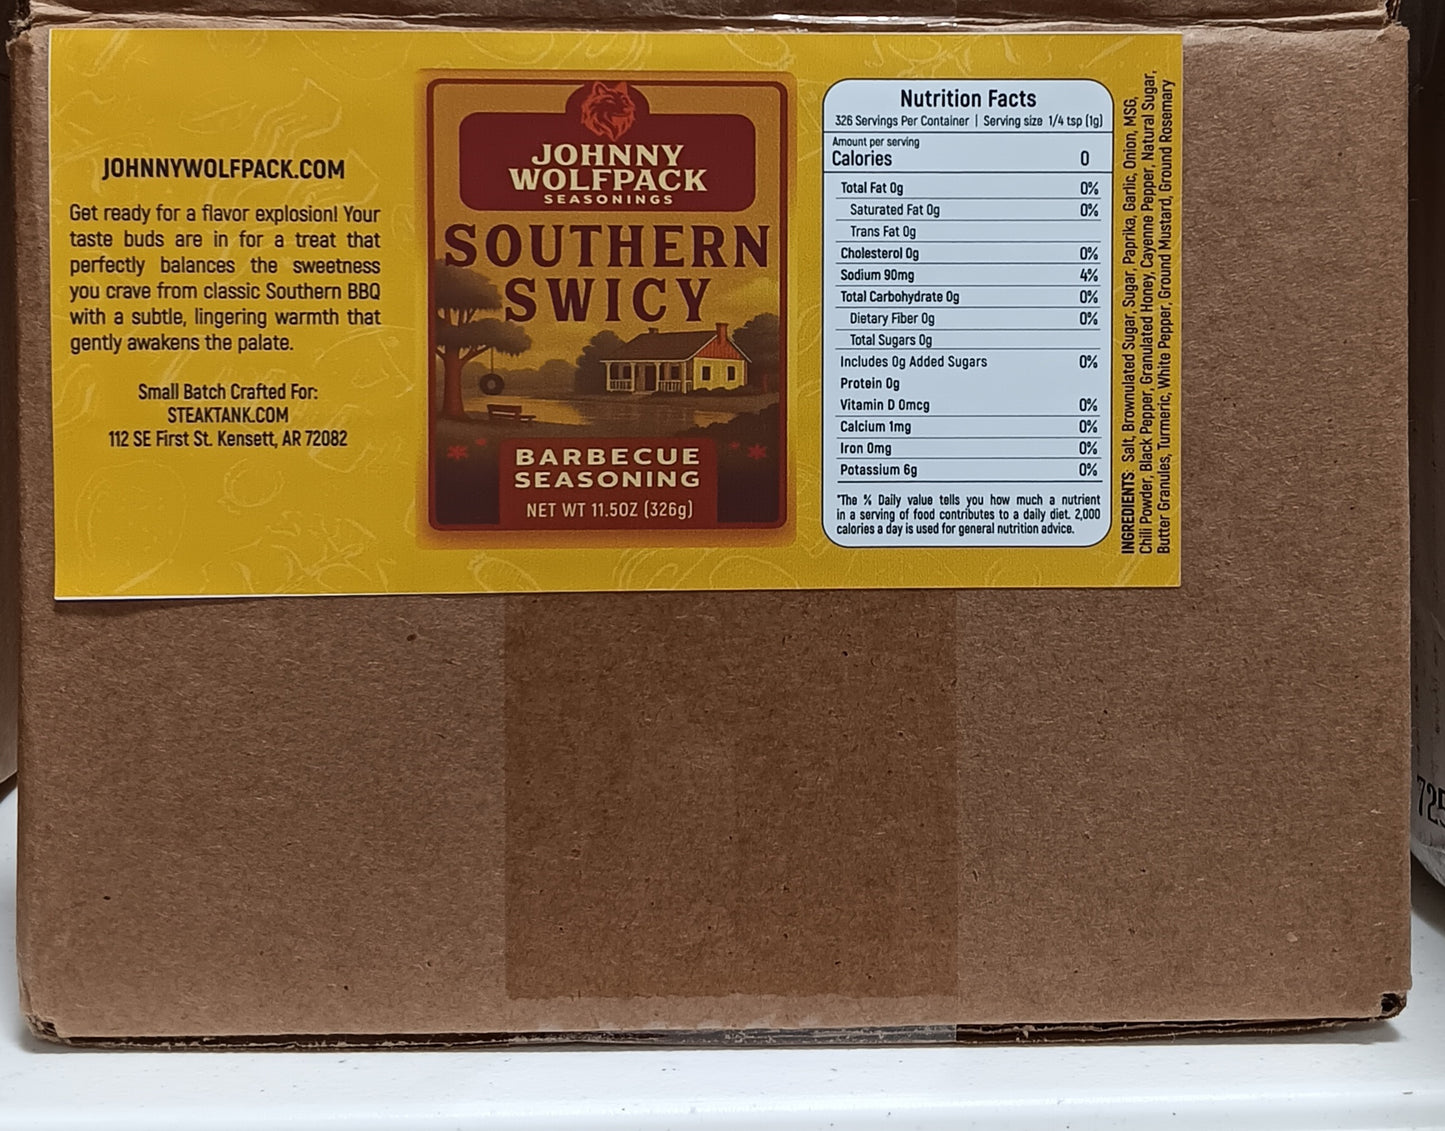 JOHNNYWOLFPACK.COM
Get ready for a flavor explosion! Your
taste buds are in for a treat that
perfectly balances the sweetness
you crave from classic Southern BBQ
with a subtle, lingering warmth that
gently awakens the palate.
Small Batch Crafted For:
STEAKTANK.COM
112 SE First St. Kensett, AR 72082
JOHNNY
WOLFPACK
SEASONINGS
SOUTHERN
SWICY
BARBECUE
SEASONING
NET WT 11.5OZ (326g)
Nutrition Facts
326 Servings Per Container | Serving size 1/4 tsp (1g)
Amount per serving
Calories 0
Total Fat 0g 0%
Saturated Fat 0g 0%
Trans Fat 0g
Cholesterol 0g 0%
Sodium 90mg 4%
Total Carbohydrate 0g 0%
Dietary Fiber 0g 0%
Total Sugars 0g
Includes 0g Added Sugars 0%
Protein 0g
Vitamin D 0mcg 0%
Calcium 1mg 0%
Iron 0mg 0%
Potassium 6g 0%
*The % Daily value tells you how much a nutrient
in a serving of food contributes to a daily diet. 2,000
calories a day is used for general nutrition advice.
INGREDIENTS: Salt, Brownulated Sugar, Sugar, Paprika, Garlic, Onion, MSG,
Chili Powder, Black Pepper, Granulated Honey, Cayenne Pepper, Natural Sugar,
Butter Granules, Turmeric, White Pepper, Ground Mustard, Ground Rosemary